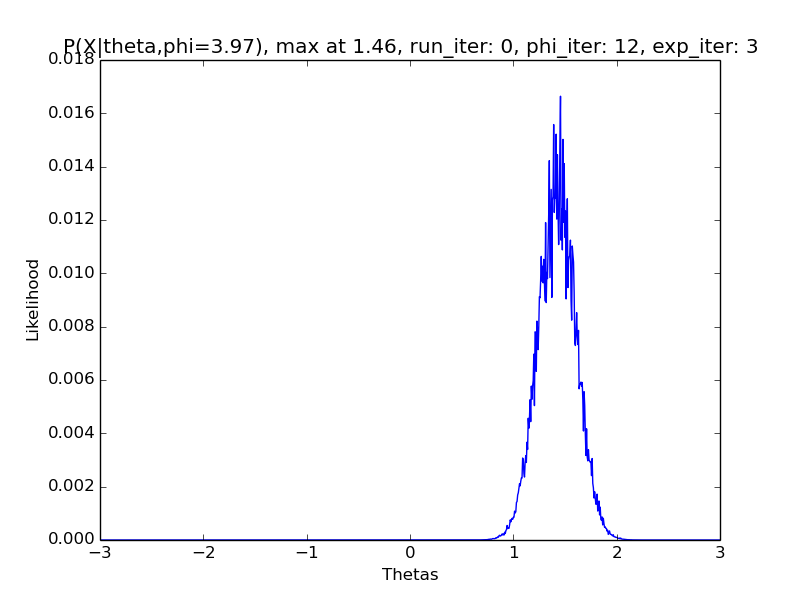 P(X|theta,phi=3.97), max at 1.46, run_iter: 0, phi_iter: 12, exp_iter: 3
0.018
0.016
0.014
0.012
0.010
0.008
0.006
0.004
0.002
0.000
Likelihood
−3 −2 −1 0 1 2 3
Thetas